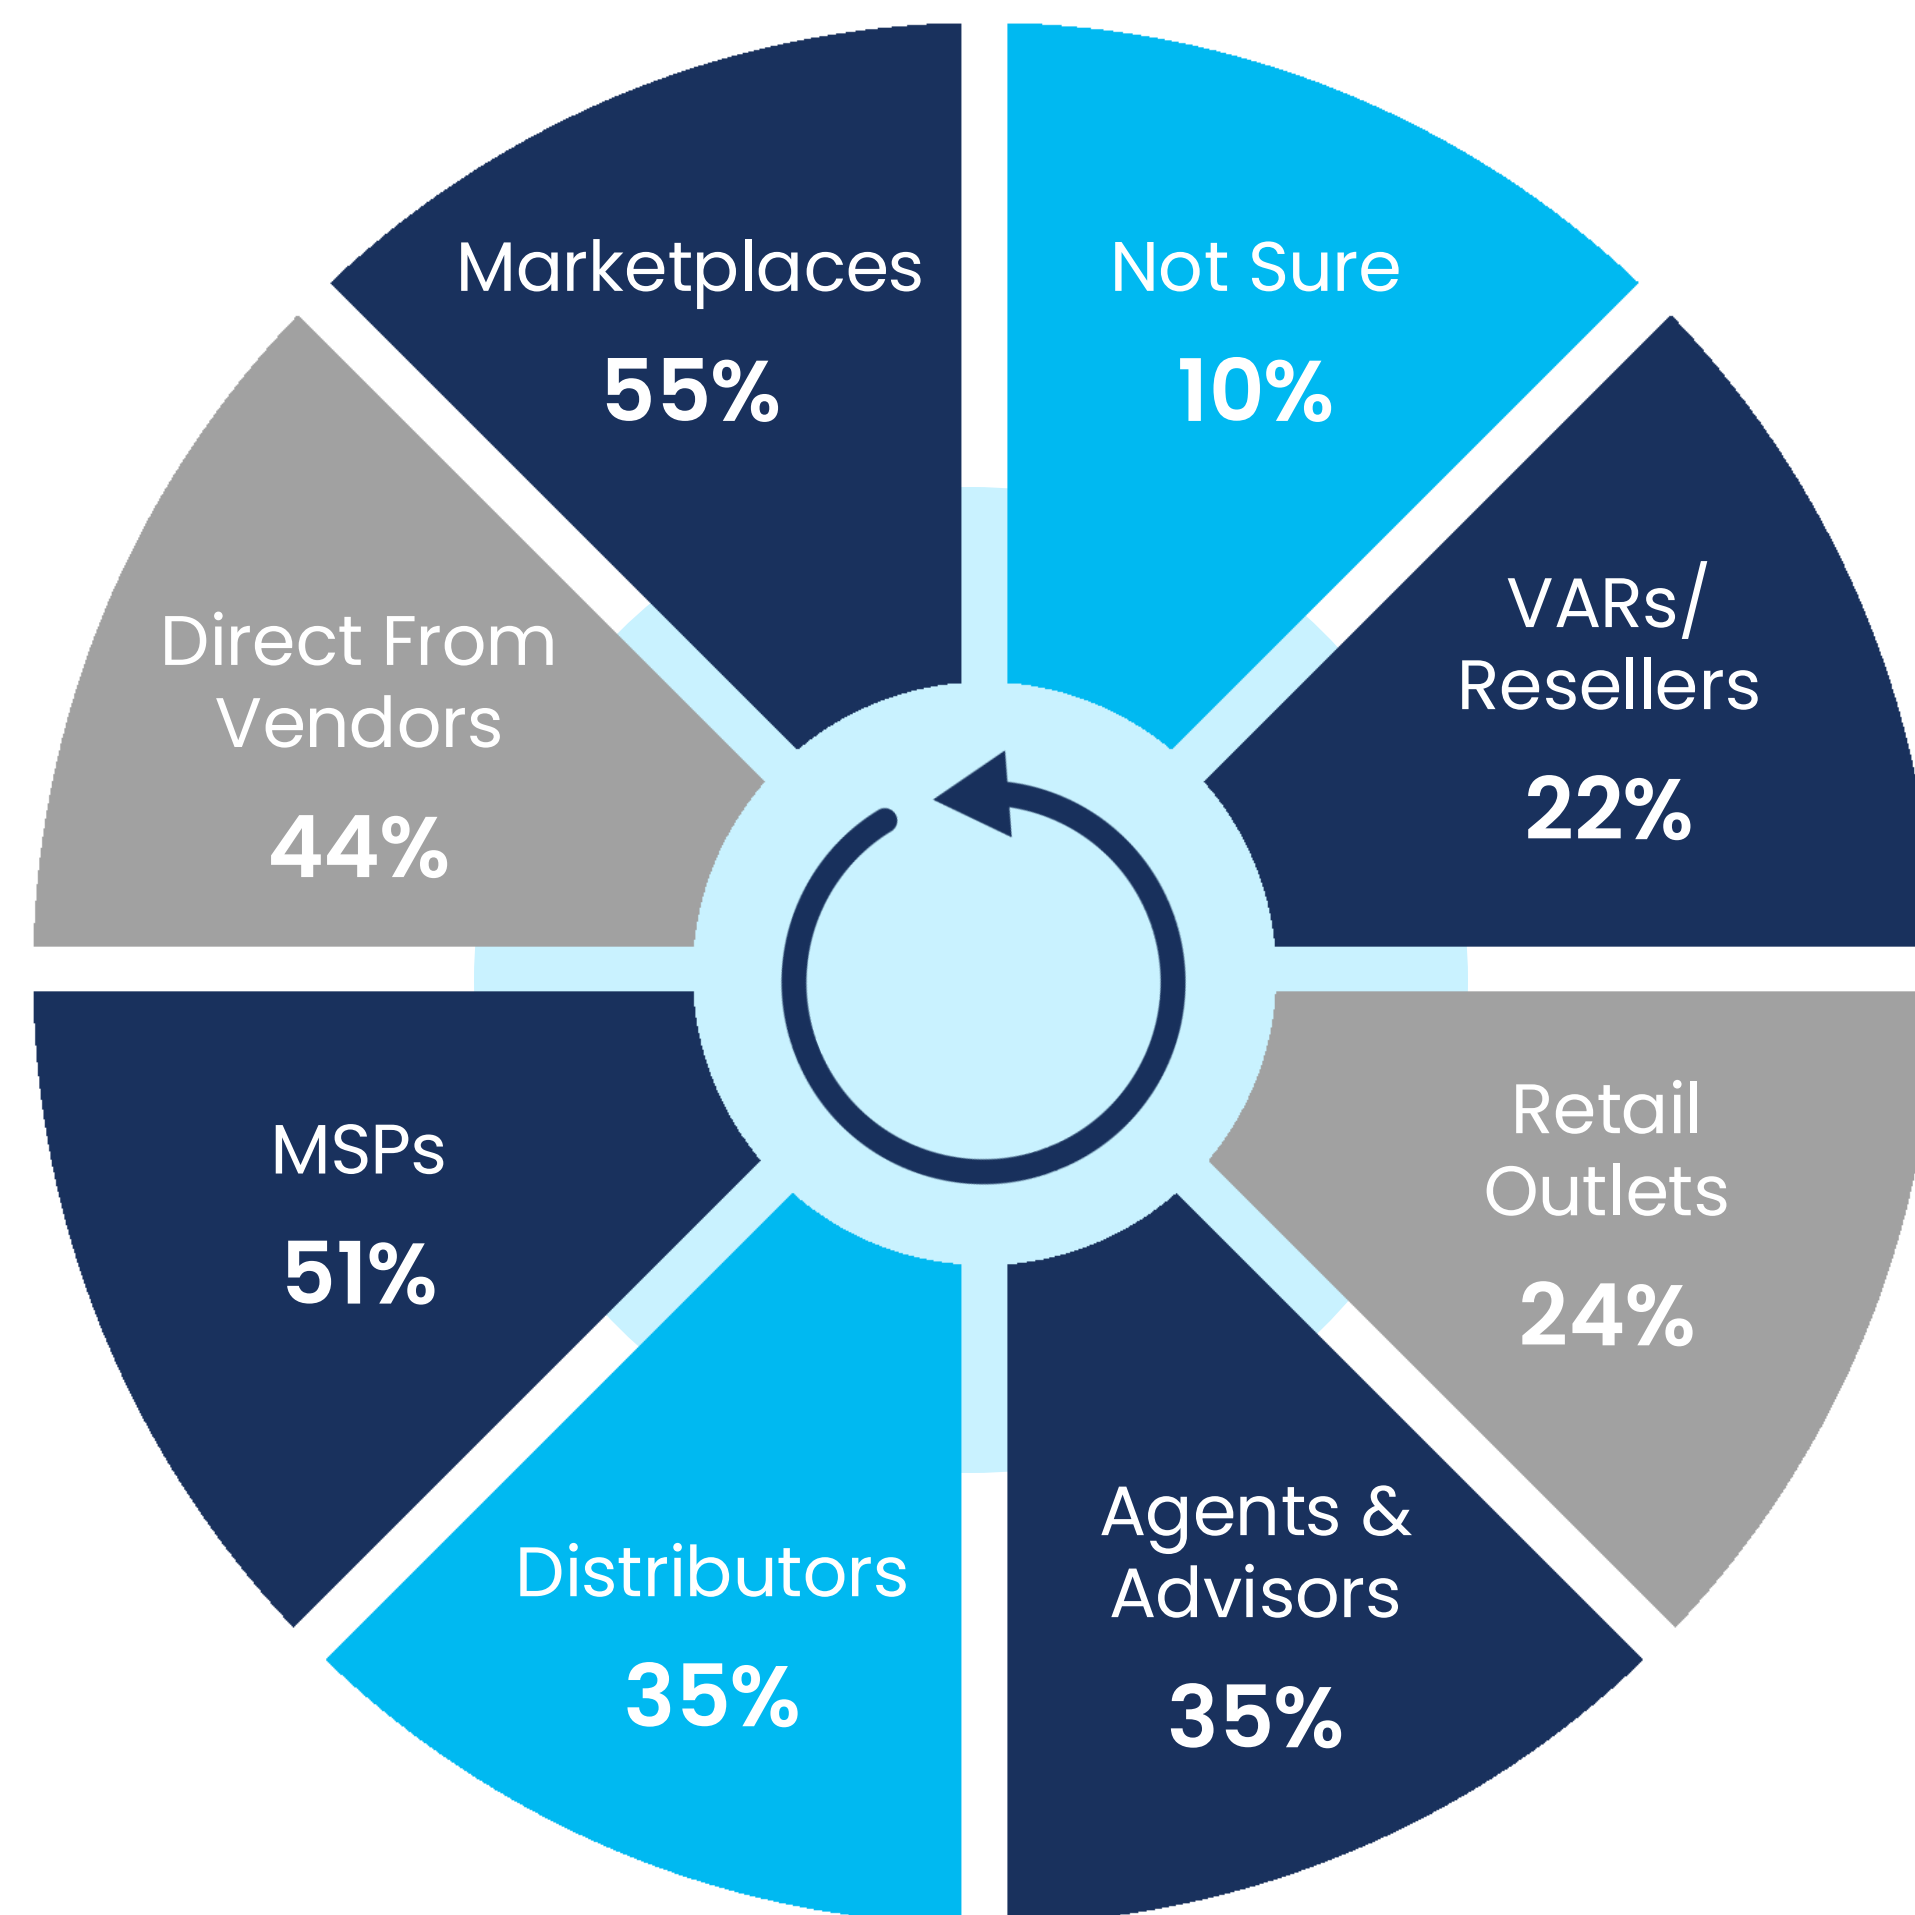 Marketplaces
55%
Not Sure
10%
VARs/
Resellers
22%
Retail
Outlets
24%
Agents &
Advisors
35%
Distributors
35%
MSPs
51%
Direct From
Vendors
44%